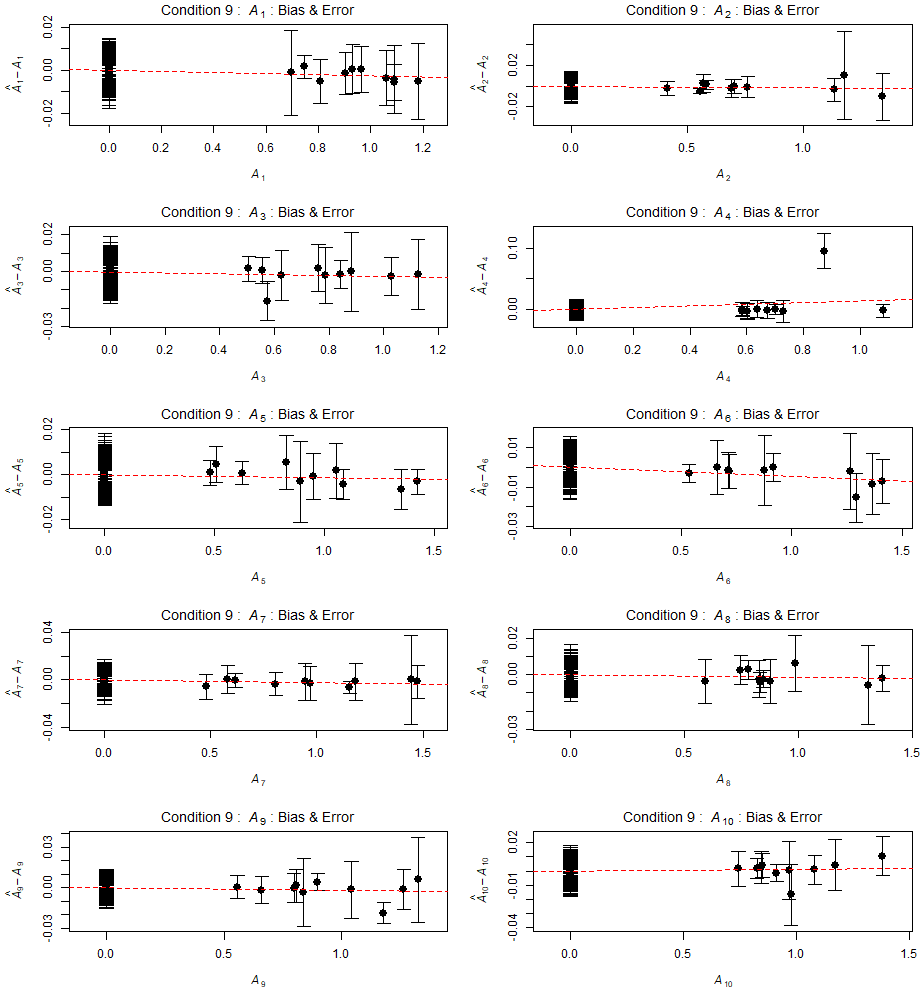 Condition 9 : A1 : Bias & Error
Â1 − A1
0.02
0.00
-0.02
0.0 0.2 0.4 0.6 0.8 1.0 1.2
A1
Condition 9 : A2 : Bias & Error
Â2 − A2
0.02
-0.02
0.0 0.5 1.0
A2
Condition 9 : A3 : Bias & Error
Â3 − A3
0.02
0.00
-0.03
0.0 0.2 0.4 0.6 0.8 1.0 1.2
A3
Condition 9 : A4 : Bias & Error
Â4 − A4
0.10
0.00
0.0 0.2 0.4 0.6 0.8 1.0
A4
Condition 9 : A5 : Bias & Error
Â5 − A5
0.02
0.00
-0.02
0.0 0.5 1.0 1.5
A5
Condition 9 : A6 : Bias & Error
Â6 − A6
0.01
-0.01
-0.03
0.0 0.5 1.0 1.5
A6
Condition 9 : A7 : Bias & Error
Â7 − A7
0.04
0.00
-0.04
0.0 0.5 1.0 1.5
A7
Condition 9 : A8 : Bias & Error
Â8 − A8
0.02
0.00
-0.03
0.0 0.5 1.0 1.5
A8
Condition 9 : A9 : Bias & Error
Â9 − A9
0.03
0.00
-0.03
0.0 0.5 1.0
A9
Condition 9 : A10 : Bias & Error
Â10 − A10
0.02
-0.01
-0.04
0.0 0.5 1.0 1.5
A10